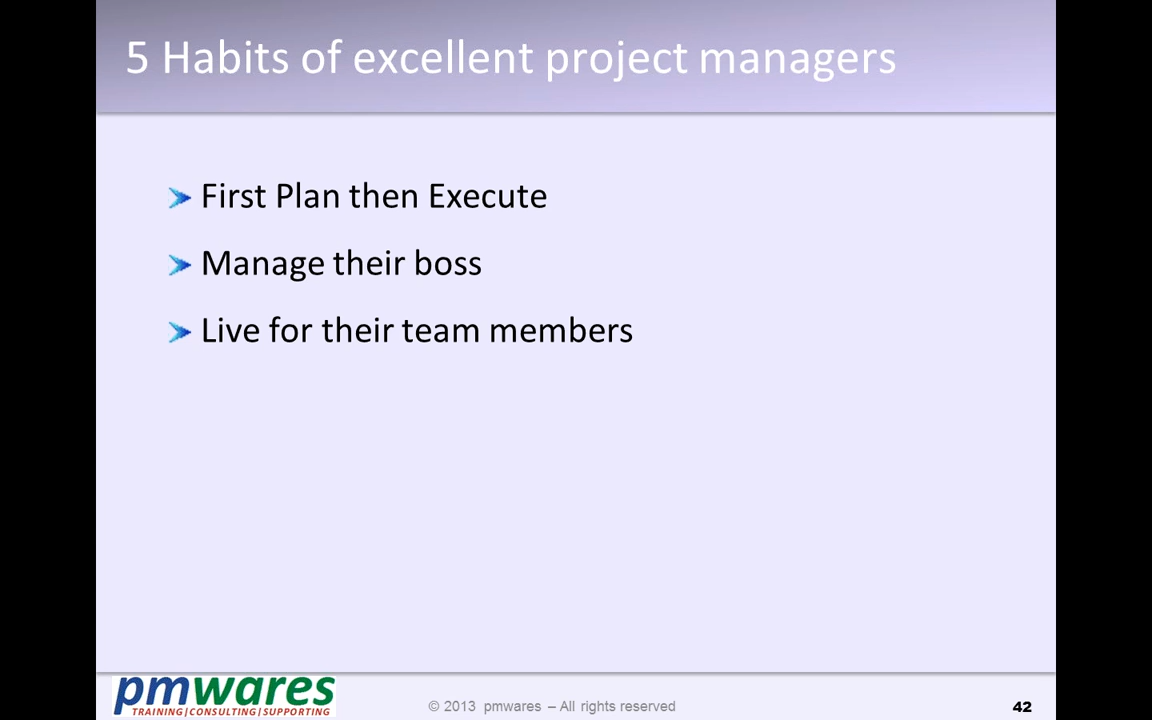 5 Habits of excellent project managers
First Plan then Execute
Manage their boss
Live for their team members
pmwares
TRAINING|CONSULTING|SUPPORTING
© 2013 pmwares – All rights reserved
42